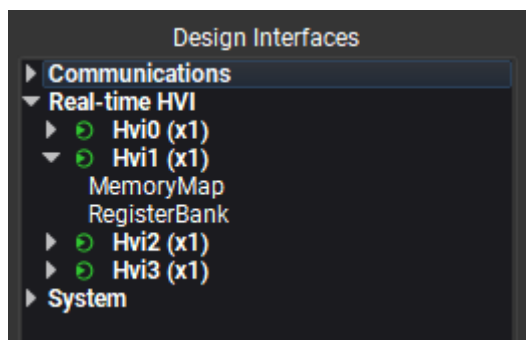 Design Interfaces
Communications
Real-time HVI
Hvi0 (x1)
Hvi1 (x1)
MemoryMap
RegisterBank
Hvi2 (x1)
Hvi3 (x1)
System